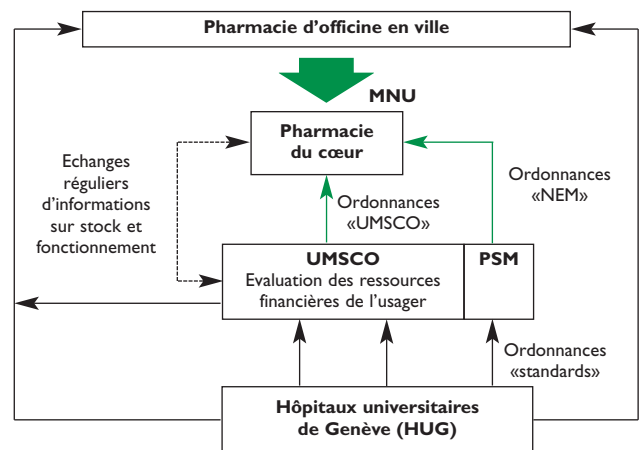 Pharmacie d'officine en ville
MNU
Pharmacie
du cœur
Echanges
réguliers
d'informations
sur stock et
fonctionnement
Ordonnances
«UMSCO»
Ordonnances
«NEM»
UMSCO
Evaluation des ressources
financières de l'usager
PSM
Ordonnances
«standards»
Hôpitaux universitaires
de Genève (HUG)